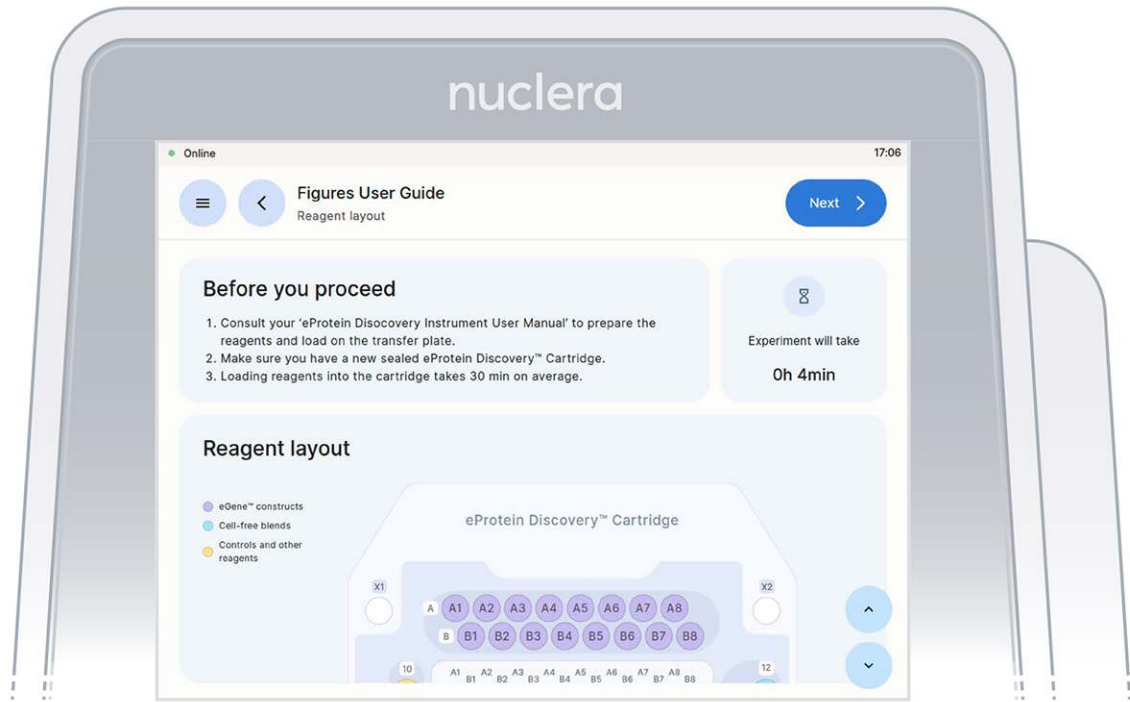 nuclera
Online
17:06
Figures User Guide
Reagent layout
Next
Before you proceed
1. Consult your ‘eProtein Disocovery Instrument User Manual’ to prepare the
reagents and load on the transfer plate.
2. Make sure you have a new sealed eProtein Discovery™ Cartridge.
3. Loading reagents into the cartridge takes 30 min on average.
Experiment will take
0h 4min
Reagent layout
eGene™ constructs
Cell-free blends
Controls and other
reagents
eProtein Discovery™ Cartridge
X1
X2
A A1 A2 A3 A4 A5 A6 A7 A8
B B1 B2 B3 B4 B5 B6 B7 B8
10
A1 B1 A2 B2 A3 B3 A4 B4 A5 B5 A6 B6 A7 B7 A8 B8
12